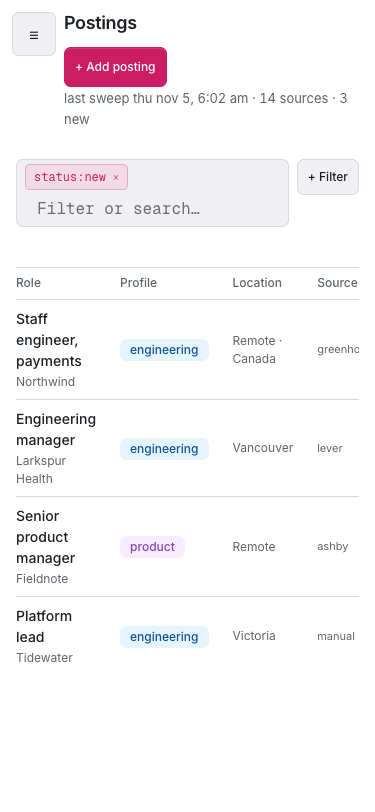 ≡
Postings
+ Add posting
last sweep thu nov 5, 6:02 am · 14 sources · 3
new
status:new ×
Filter or search…
+ Filter
Role Profile Location Source
Staff
engineer,
payments
Northwind
engineering
Remote ·
Canada
greenho
Engineering
manager
Larkspur
Health
engineering
Vancouver
lever
Senior
product
manager
Fieldnote
product
Remote
ashby
Platform
lead
Tidewater
engineering
Victoria
manual